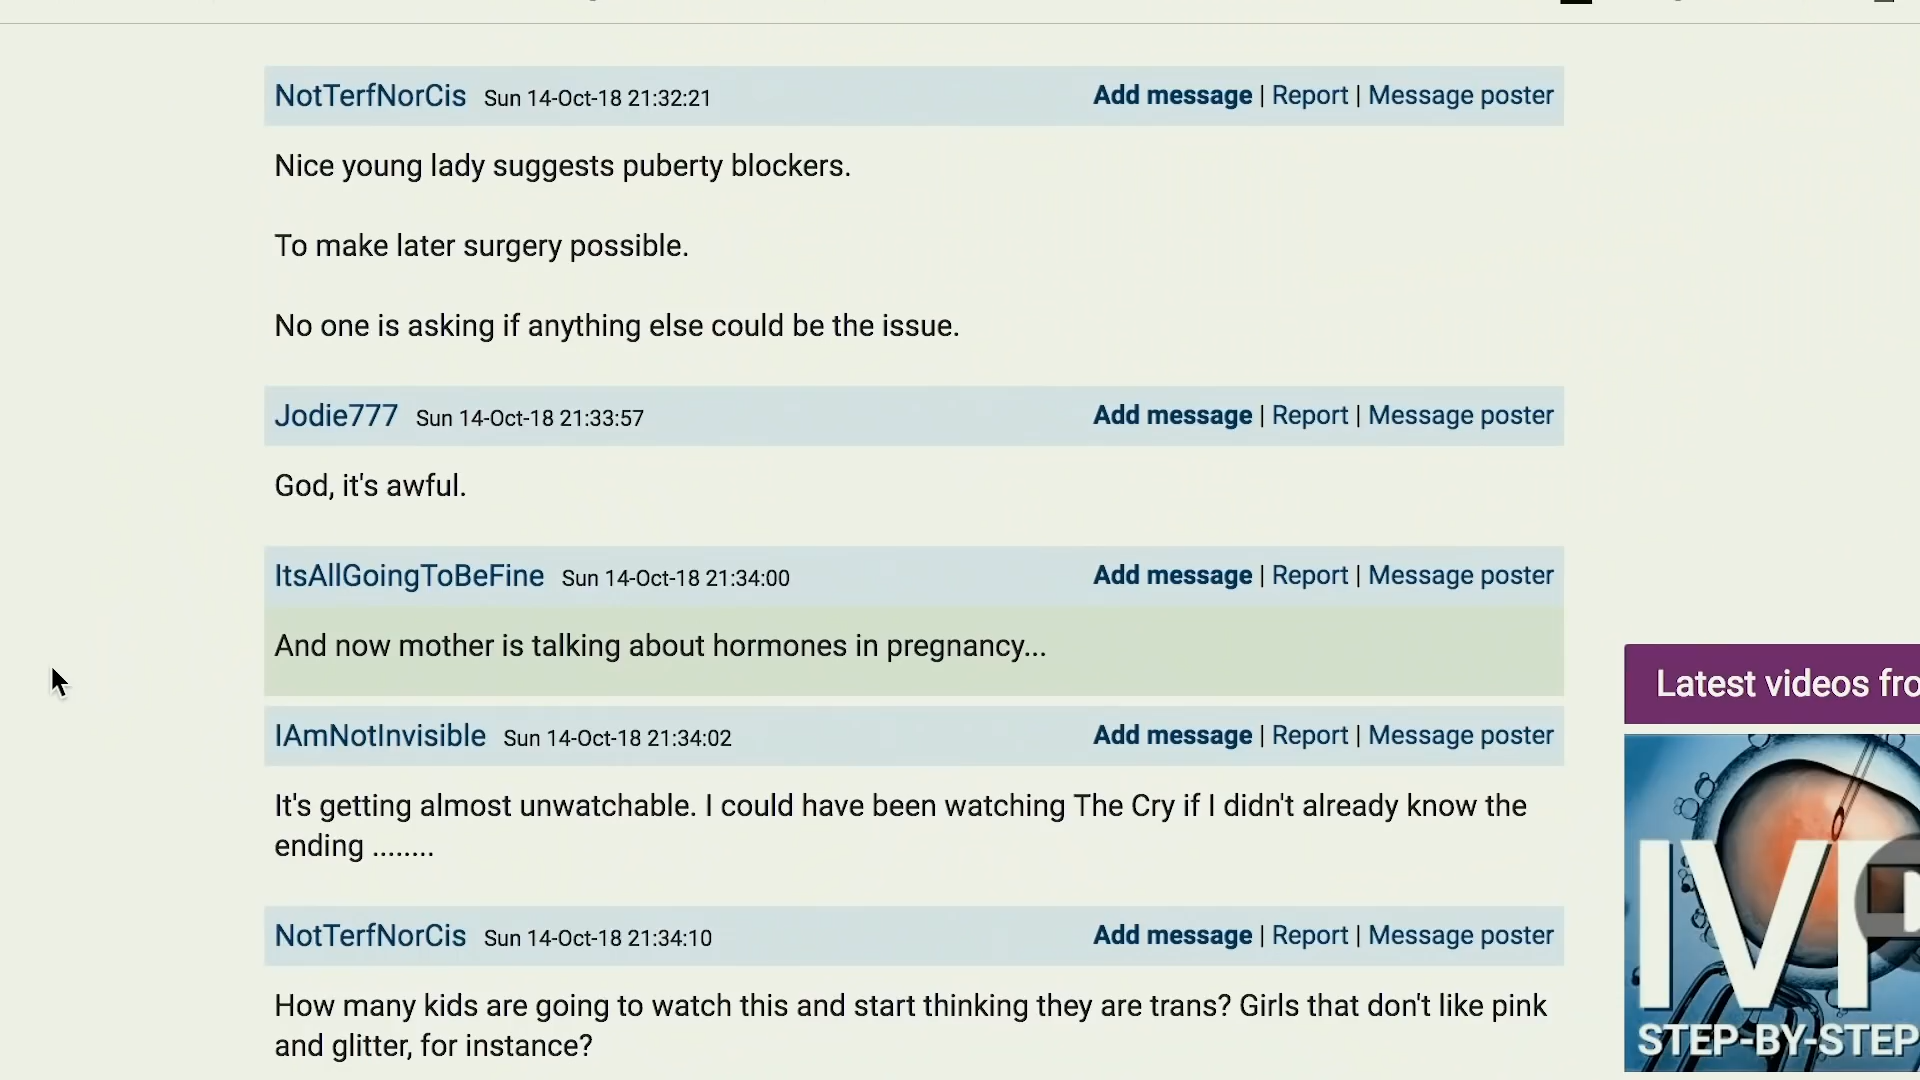 NotTerfNorCis Sun 14-Oct-18 21:32:21 Add message | Report | Message poster
Nice young lady suggests puberty blockers.
To make later surgery possible.
No one is asking if anything else could be the issue.
Jodie777 Sun 14-Oct-18 21:33:57 Add message | Report | Message poster
God, it's awful.
ItsAllGoingToBeFine Sun 14-Oct-18 21:34:00 Add message | Report | Message poster
And now mother is talking about hormones in pregnancy...
IAmNotInvisible Sun 14-Oct-18 21:34:02 Add message | Report | Message poster
It's getting almost unwatchable. I could have been watching The Cry if I didn't already know the
ending ........
NotTerfNorCis Sun 14-Oct-18 21:34:10 Add message | Report | Message poster
How many kids are going to watch this and start thinking they are trans? Girls that don't like pink
and glitter, for instance?
Latest videos fro
IVF
STEP-BY-STEP